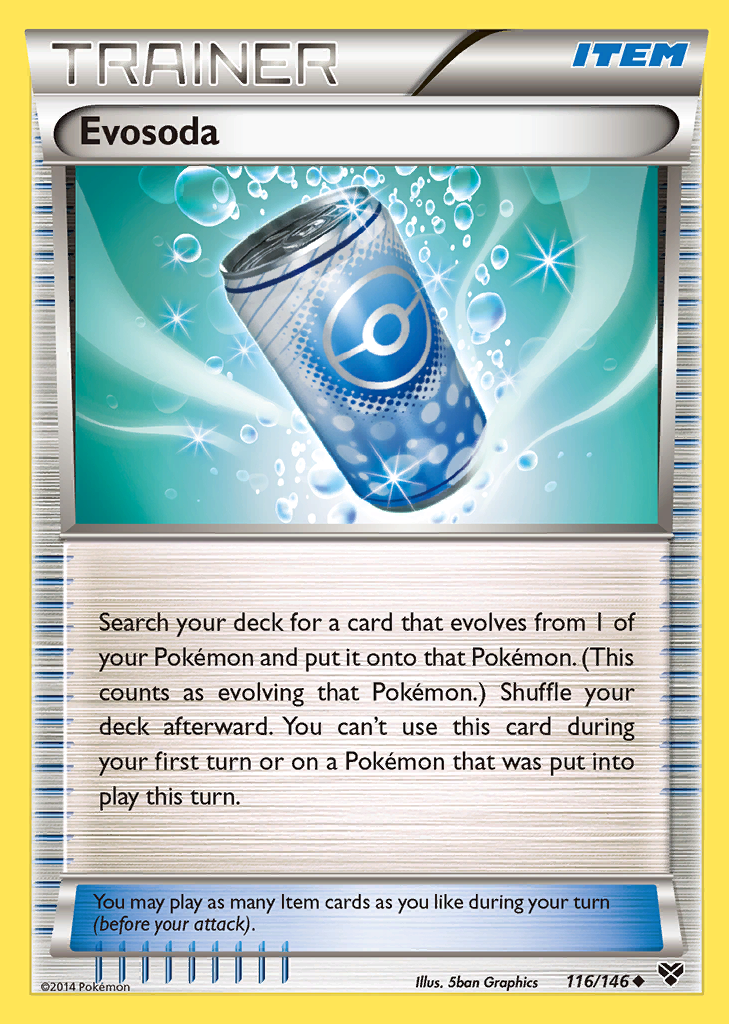 TRAINER
ITEM
Evosoda
Search your deck for a card that evolves from 1 of
your Pokémon and put it onto that Pokémon. (This
counts as evolving that Pokémon.) Shuffle your
deck afterward. You can't use this card during
your first turn or on a Pokémon that was put into
play this turn.
You may play as many Item cards as you like during your turn
(before your attack).
©2014 Pokémon
Illus. 5ban Graphics
116/146